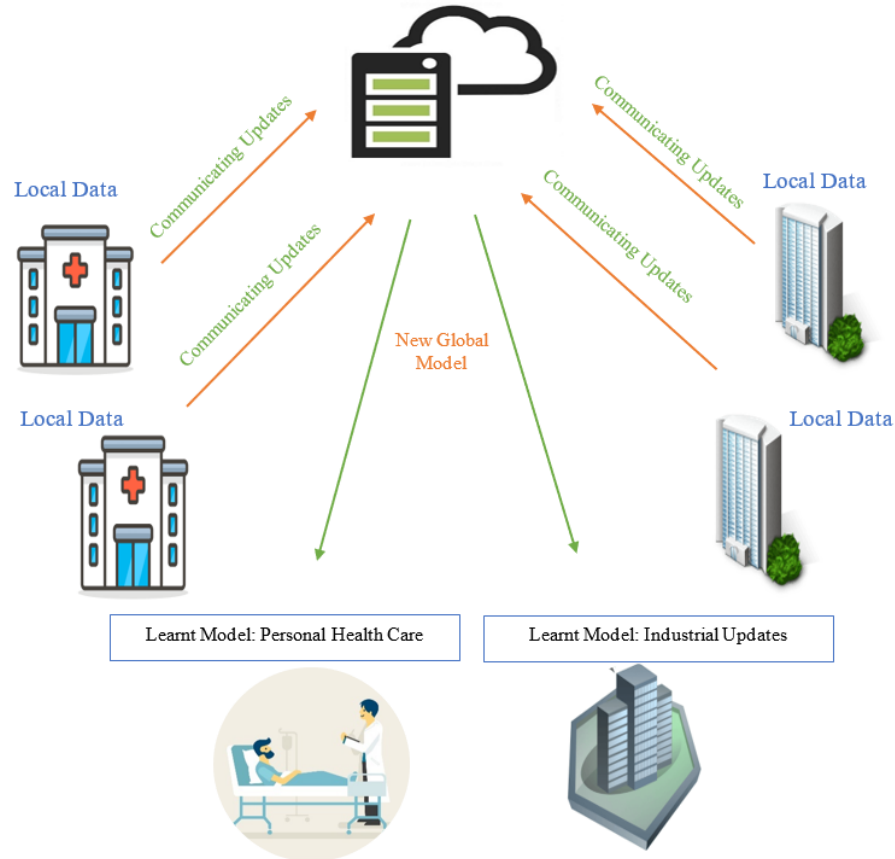 Communicating Updates
Communicating Updates
Local Data
Local Data
Communicating Updates
Communicating Updates
New Global
Model
Local Data
Local Data
Learnt Model: Personal Health Care
Learnt Model: Industrial Updates